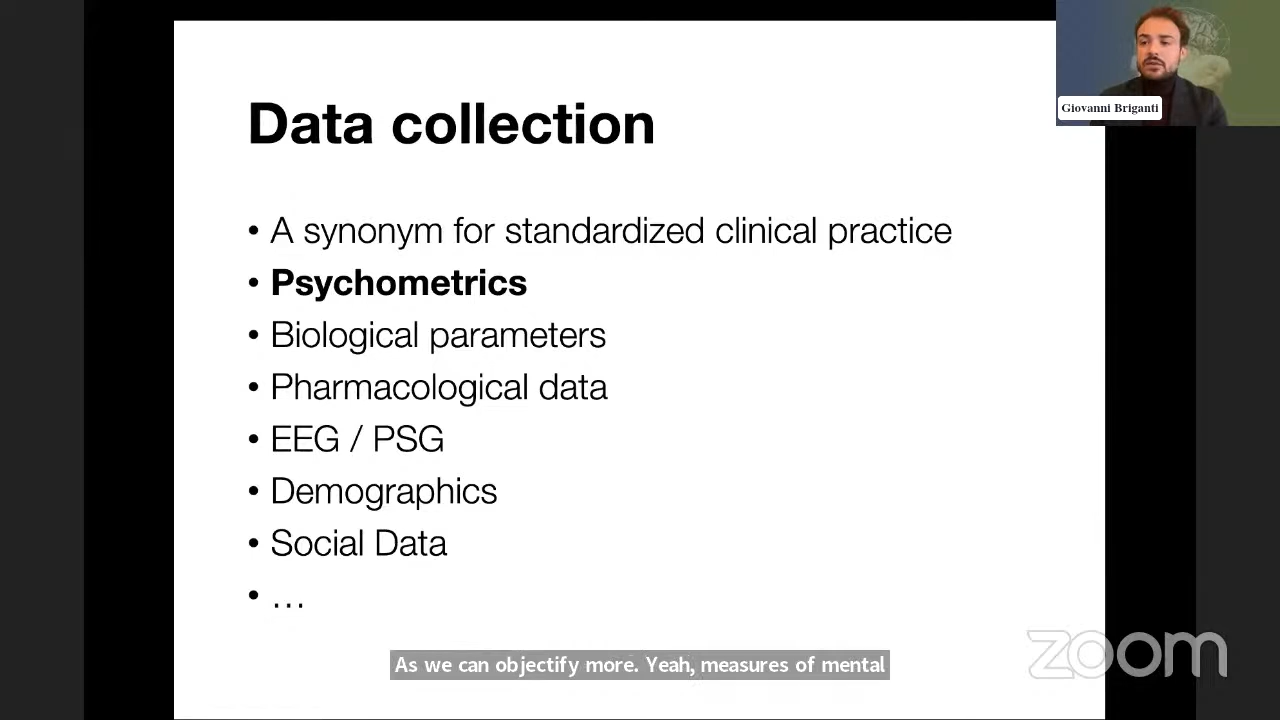 Giovanni Briganti
Data collection
• A synonym for standardized clinical practice
• Psychometrics
• Biological parameters
• Pharmacological data
• EEG / PSG
• Demographics
• Social Data
• …
As we can objectify more. Yeah, measures of mental
zoom